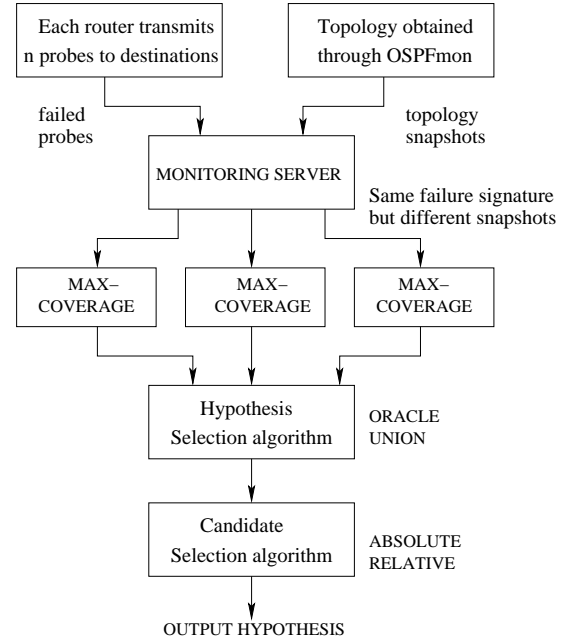 Each router transmits
n probes to destinations
Topology obtained
through OSPFmon
failed
probes
topology
snapshots
MONITORING SERVER
Same failure signature
but different snapshots
MAX–
COVERAGE
MAX–
COVERAGE
MAX–
COVERAGE
Hypothesis
Selection algorithm
ORACLE
UNION
Candidate
Selection algorithm
ABSOLUTE
RELATIVE
OUTPUT HYPOTHESIS